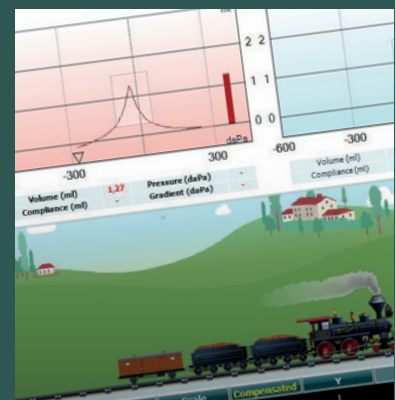 2 2
1 1
0 0
daPa
-300
300
-600
-300
Volume (ml) 1,27 Pressure (daPa) -
Compliance (ml) - Gradient (daPa) -
Volume (ml)
Compliance (ml)
Scale Compensated Y